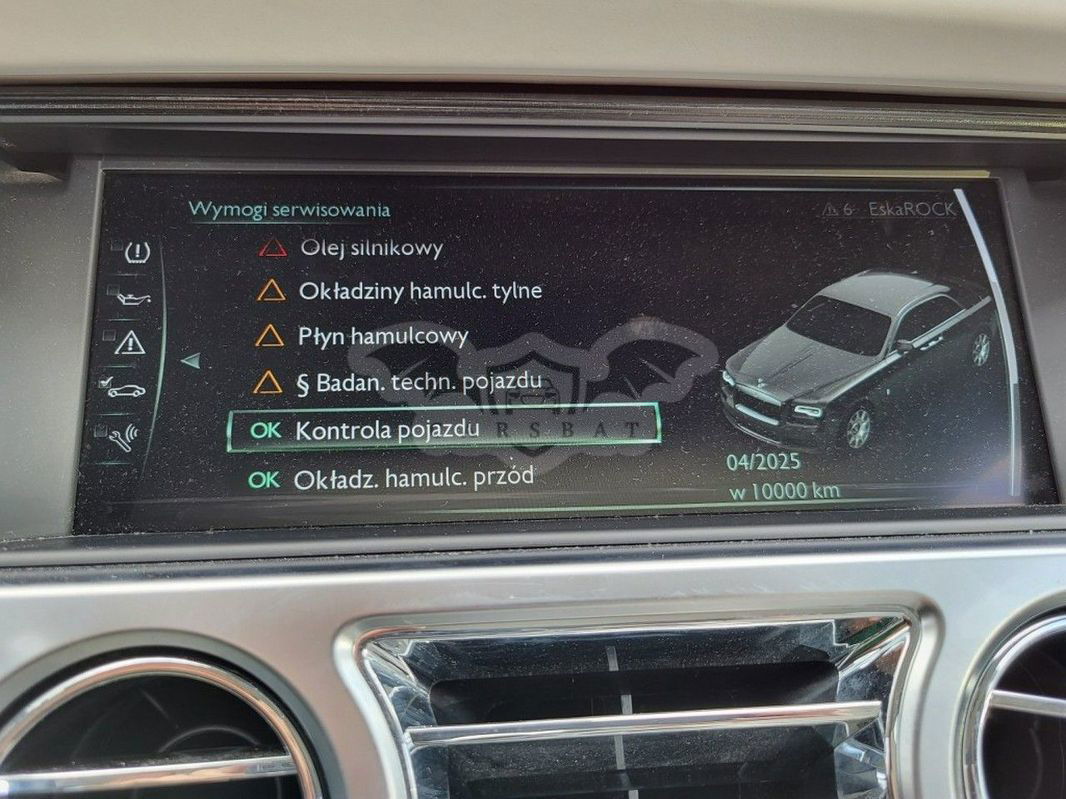 Wymogi serwisowania
6 EskaROCK
Olej silnikowy
Okładziny hamulc. tylne
Płyn hamulcowy
§ Badan. techn. pojazdu
OK Kontrola pojazdu
OK Okładz. hamulc. przód
04/2025
w 10000 km
RSBAT